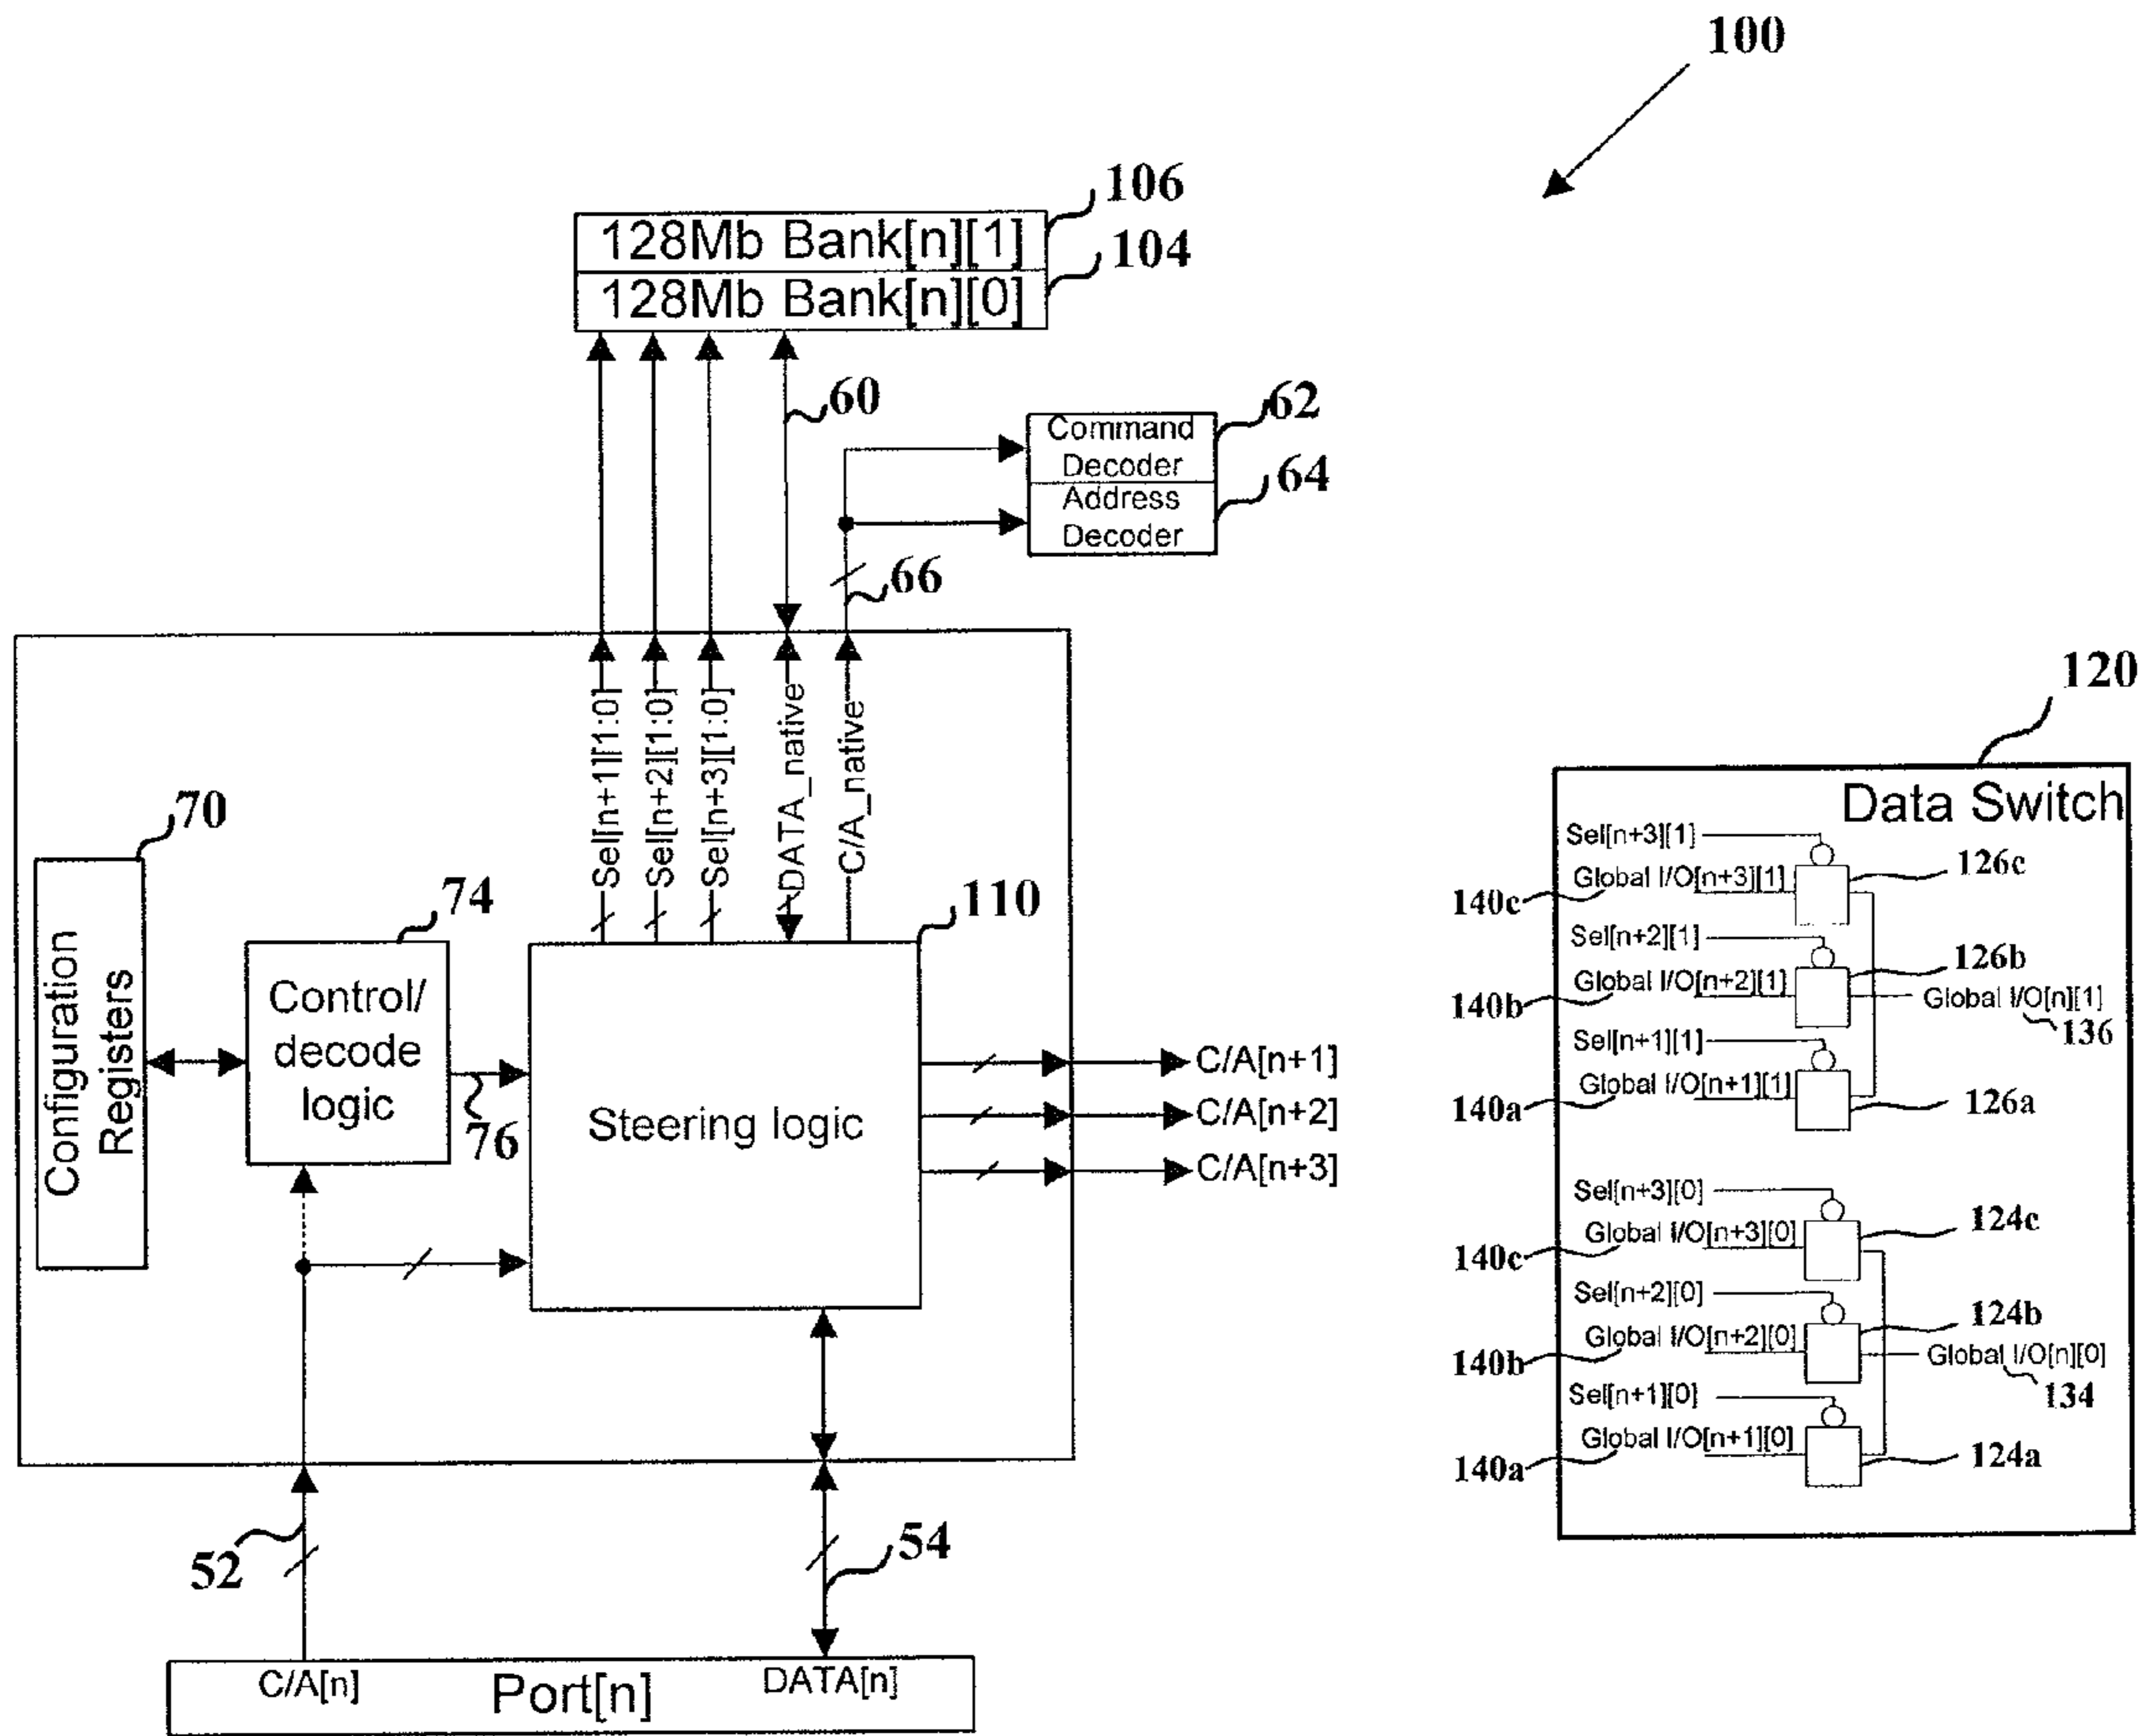 100
106
128Mb Bank[n][1]
104
128Mb Bank[n][0]
60
62
Command
Decoder
64
Address
Decoder
66
Sel[n+1][1:0]
Sel[n+2][1:0]
Sel[n+3][1:0]
DATA_native
C/A_native
70
Configuration
Registers
74
Control/
decode
logic
76
110
Steering logic
C/A[n+1]
C/A[n+2]
C/A[n+3]
52
54
C/A[n]
Port[n]
DATA[n]
120
Data Switch
Sel[n+3][1]
126c
Global I/O[n+3][1]
140c
Sel[n+2][1]
126b
Global I/O[n+2][1]
140b
Global I/O[n][1]
136
Sel[n+1][1]
Global I/O[n+1][1]
140a
126a
Sel[n+3][0]
124c
Global I/O[n+3][0]
140c
Sel[n+2][0]
124b
Global I/O[n+2][0]
140b
Global I/O[n][0]
134
Sel[n+1][0]
Global I/O[n+1][0]
140a
124a